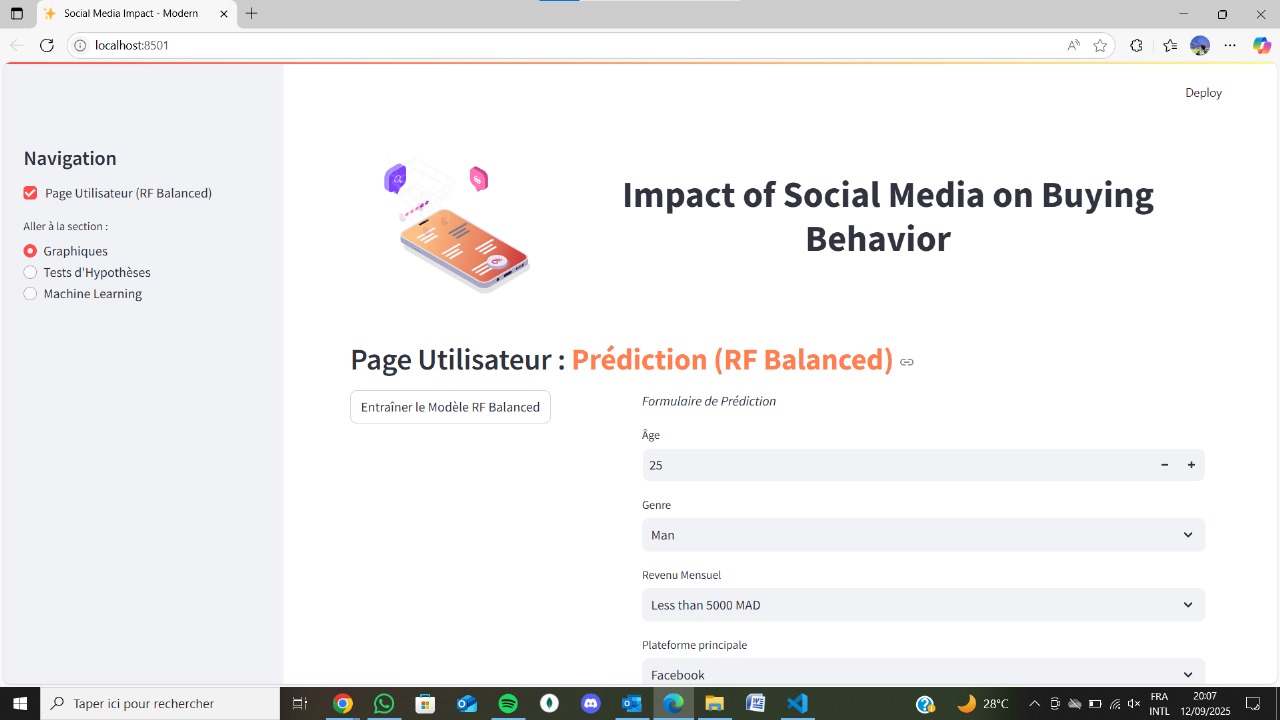 Social Media Impact - Modern
localhost:8501
Deploy
Navigation
Page Utilisateur (RF Balanced)
Aller à la section :
Graphiques
Tests d'Hypothèses
Machine Learning
Impact of Social Media on Buying
Behavior
Page Utilisateur : Prédiction (RF Balanced)
Entraîner le Modèle RF Balanced
Formulaire de Prédiction
Âge
25
Genre
Man
Revenu Mensuel
Less than 5000 MAD
Plateforme principale
Facebook
Taper ici pour rechercher
28°C
FRA
INTL
20:07
12/09/2025